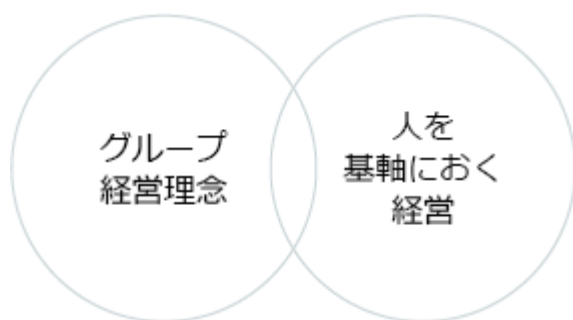 グループ
経営理念
人を
基軸におく
経営